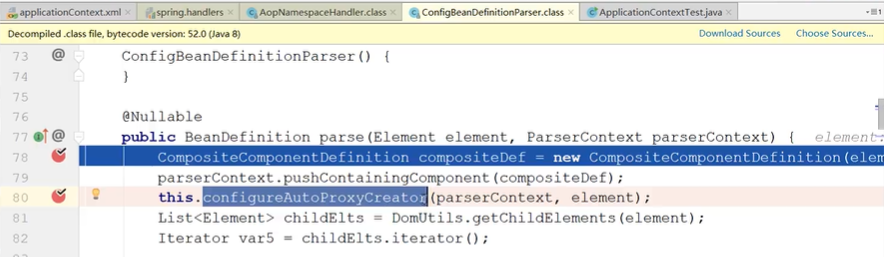 applicationContext.xml × spring.handlers × AopNamespaceHandler.class × ConfigBeanDefinitionParser.class × ApplicationContextTest.java ×
Decompiled .class file, bytecode version: 52.0 (Java 8) Download Sources Choose Sources...
73 @ ConfigBeanDefinitionParser() {
74 }
75
76 @Nullable
77 @ public BeanDefinition parse(Element element, ParserContext parserContext) { element:
78 CompositeComponentDefinition compositeDef = new CompositeComponentDefinition(elem
79 parserContext.pushContainingComponent(compositeDef);
80 this.configureAutoProxyCreator(parserContext, element);
81 List<Element> childElts = DomUtils.getChildElements(element);
82 Iterator var5 = childElts.iterator();